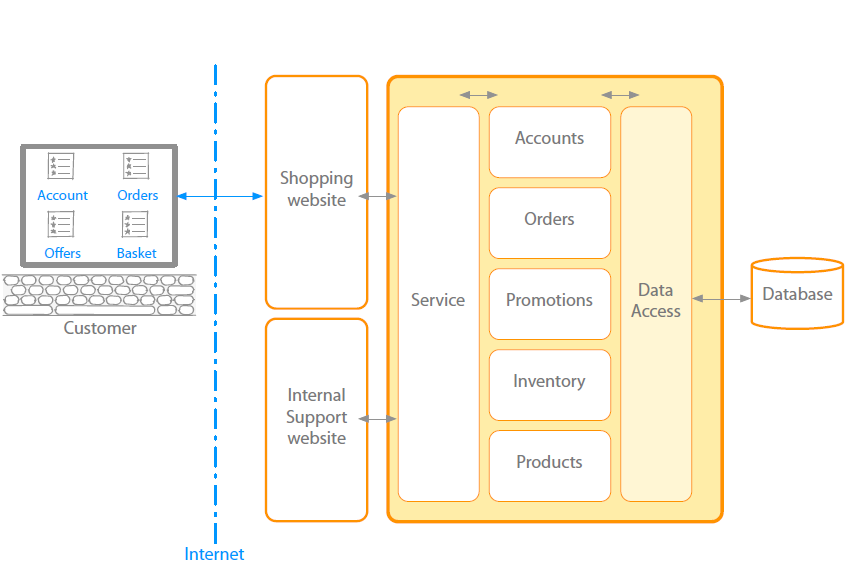 Account
Orders
Offers
Basket
Customer
Internet
Shopping
website
Internal
Support
website
Service
Accounts
Orders
Promotions
Inventory
Products
Data
Access
Database